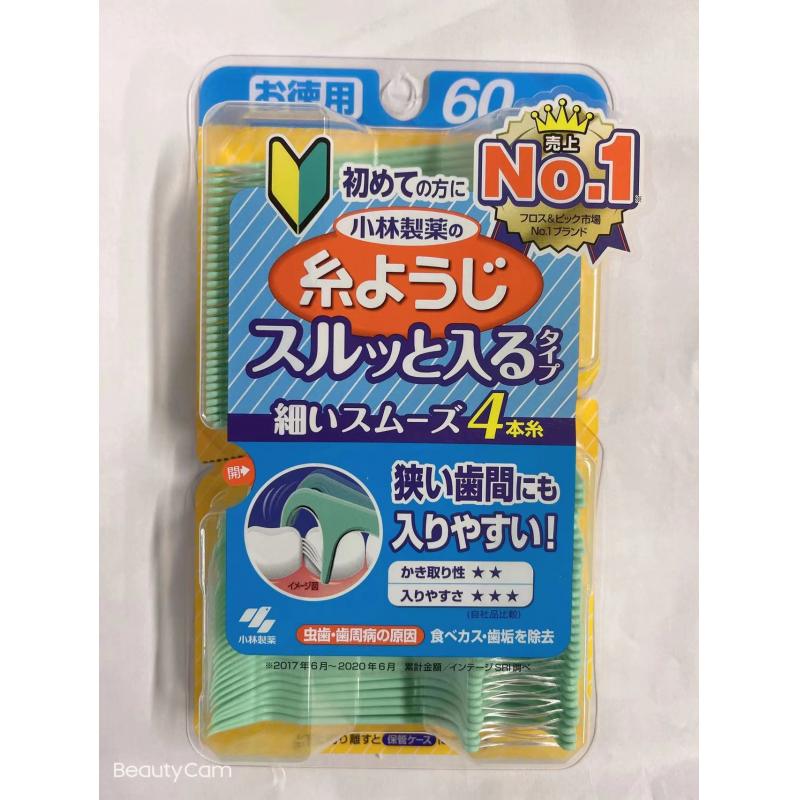 お徳用
60
売上
No.1
※
フロス&ピック市場
No.1ブランド
初めての方に
小林製薬の
糸ようじ
スルッと入るタイプ
細いスムーズ4本糸
開
狭い歯間にも
入りやすい!
かき取り性 ★★
入りやすさ ★★★
(自社品比較)
イメージ図
小林製薬
虫歯・歯周病の原因 食べカス・歯垢を除去
※2017年6月~2020年6月 累計金額/インテージSRI調べ
り離すと 保管ケース
BeautyCam